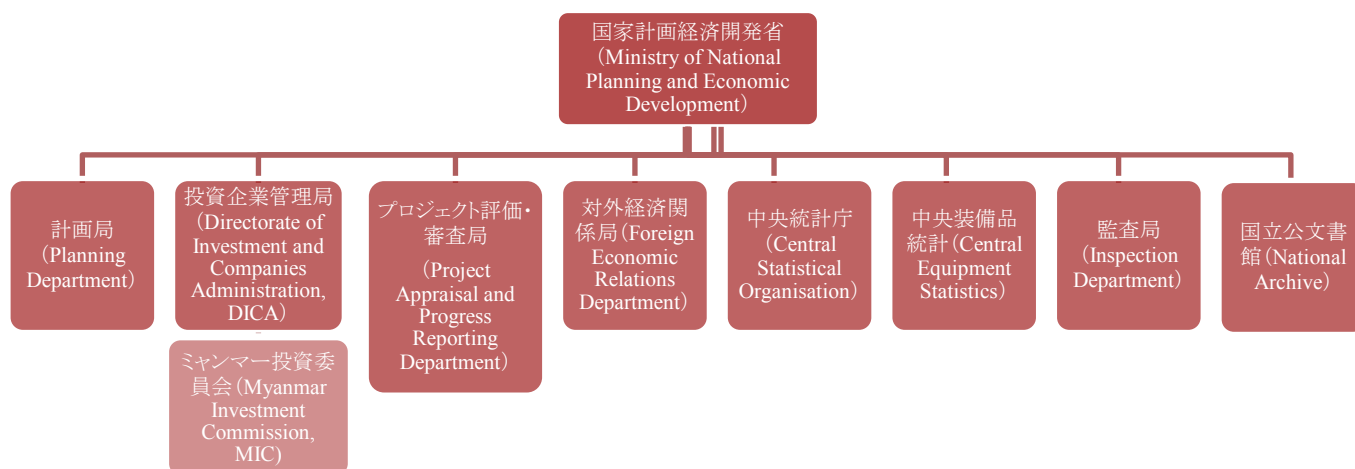 国家計画経済開発省
（Ministry of National
Planning and Economic
Development）
計画局
（Planning
Department）
投資企業管理局
（Directorate of
Investment and
Companies
Administration,
DICA）
ミャンマー投資委
員会（Myanmar
Investment
Commission,
MIC）
プロジェクト評価・
審査局
（Project
Appraisal and
Progress
Reporting
Department）
対外経済関
係局（Foreign
Economic
Relations
Department）
中央統計庁
（Central
Statistical
Organisation）
中央装備品
統計（Central
Equipment
Statistics）
監査局
（Inspection
Department）
国立公文書
館（National
Archive）